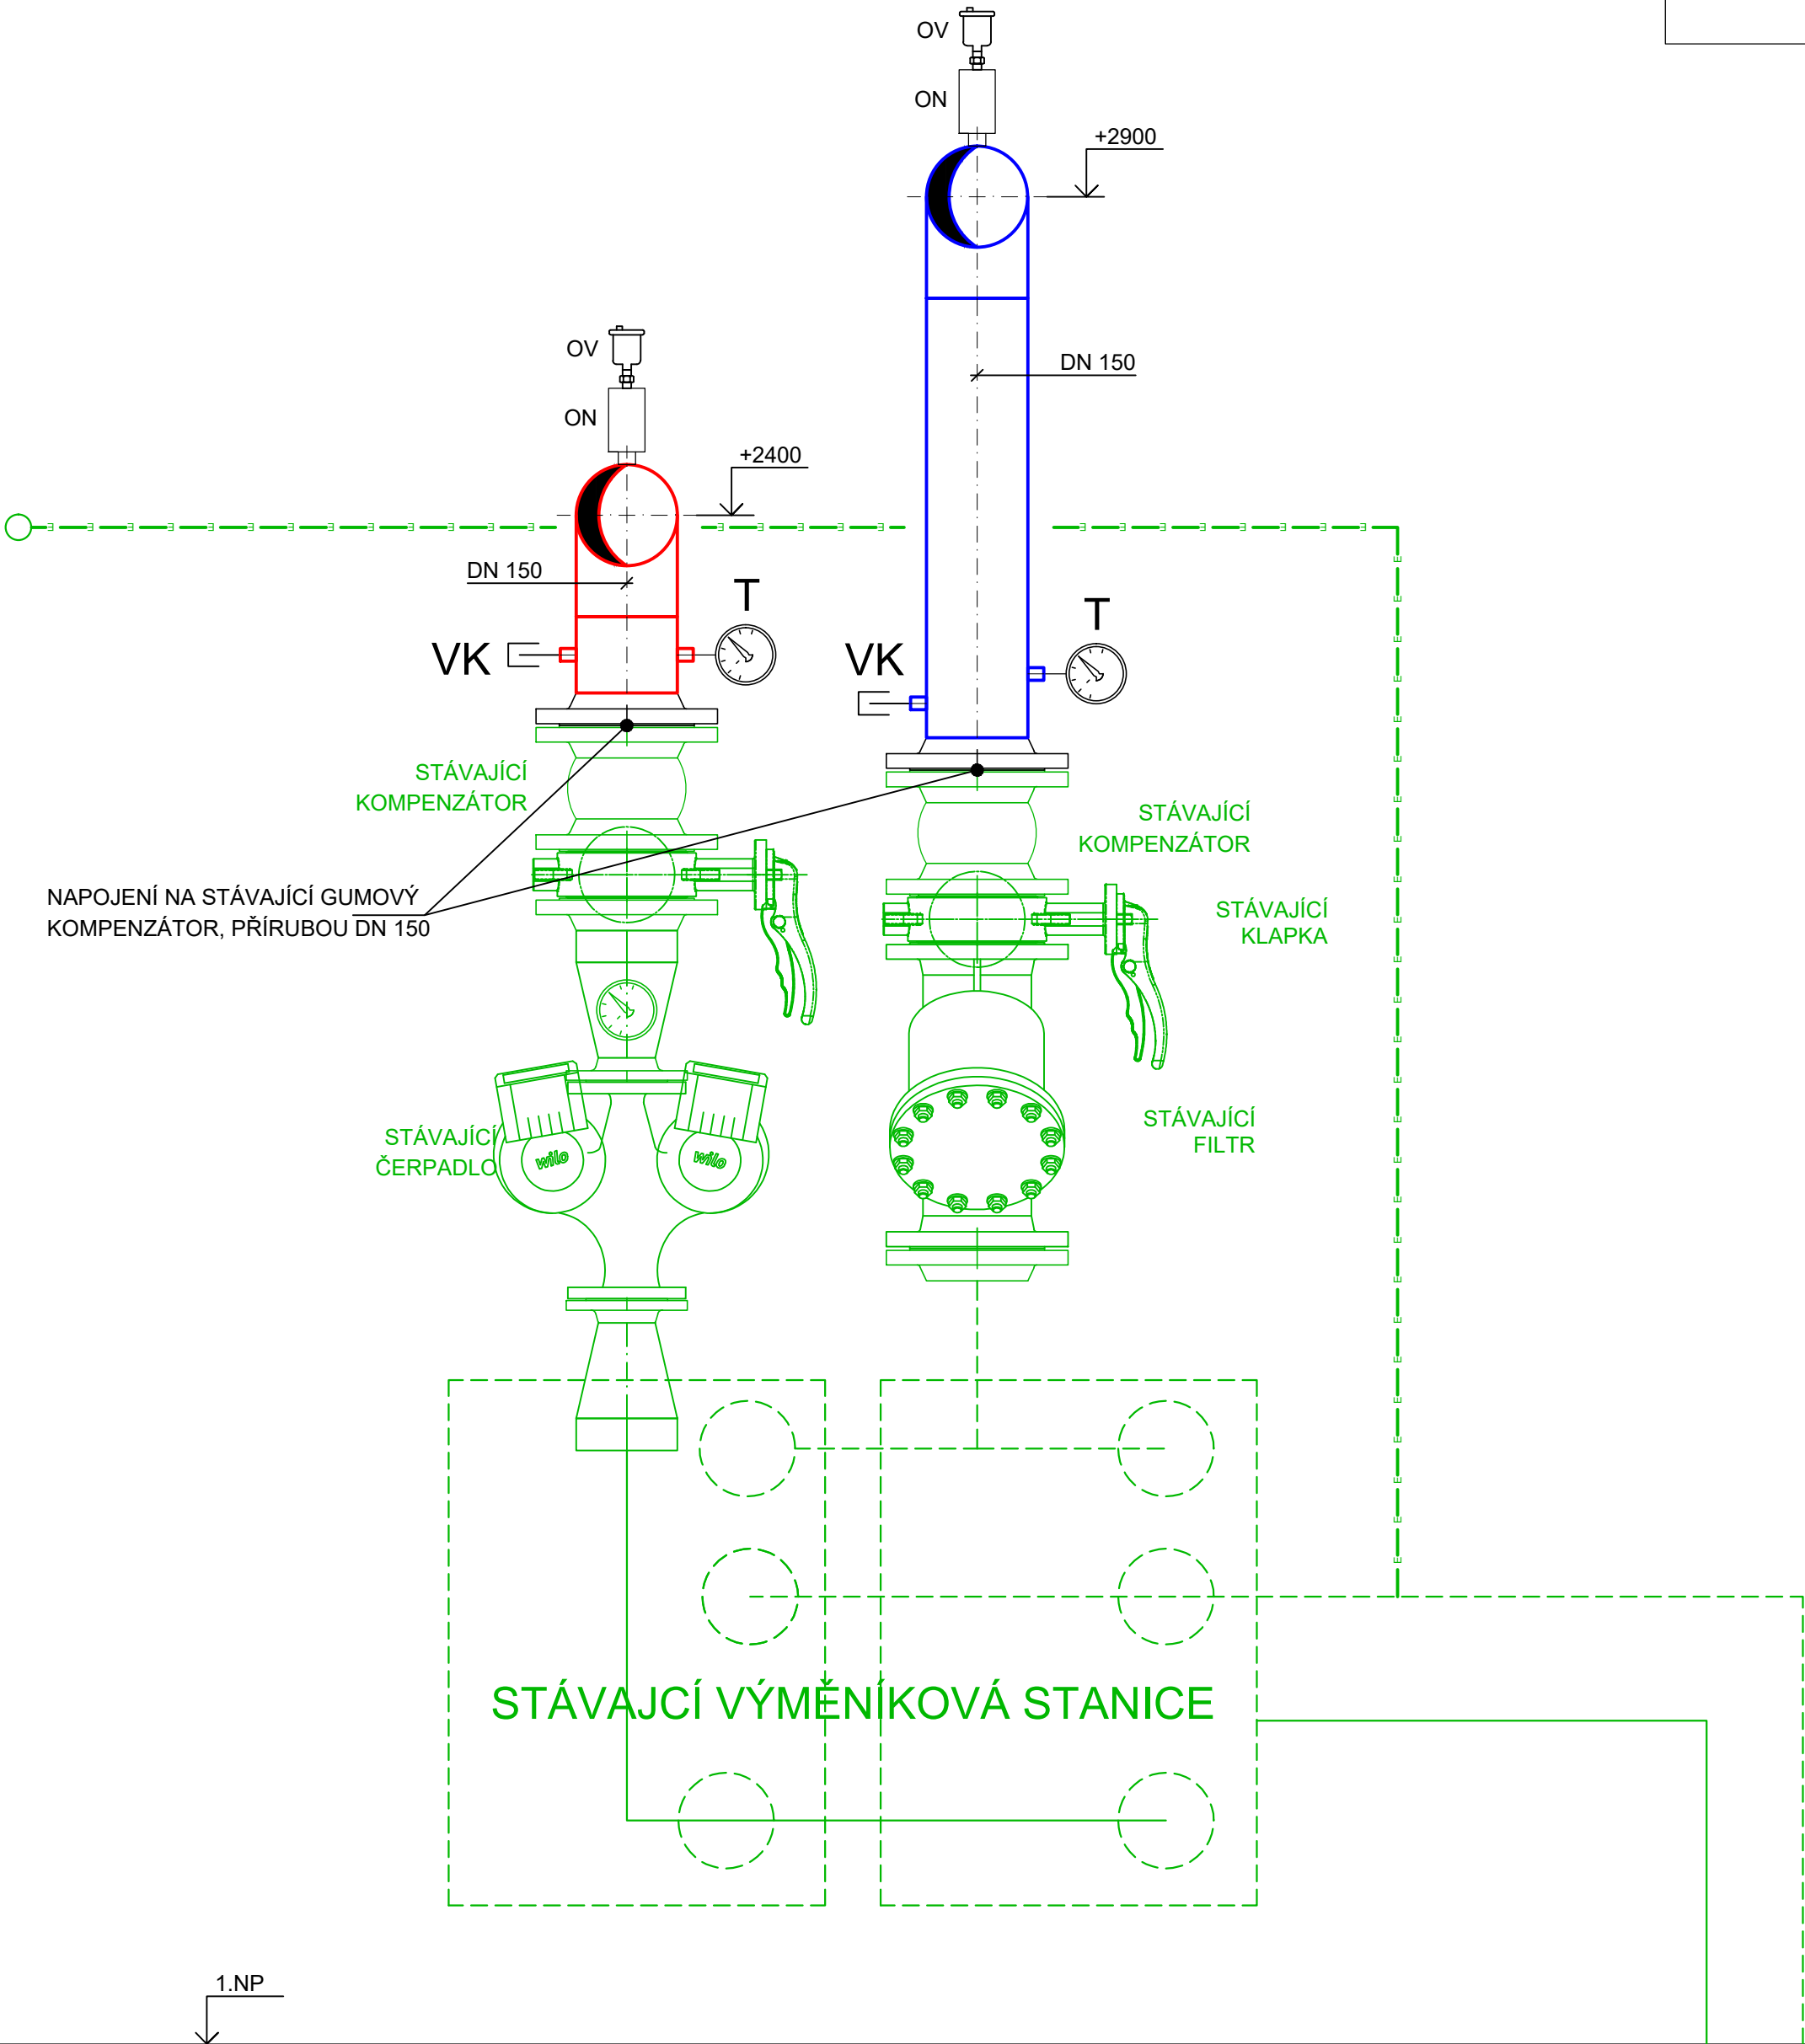 OV
ON
+2900
OV
DN 150
ON
+2400
DN 150
T
T
VK
VK
STÁVAJÍCÍ
KOMPENZÁTOR
STÁVAJÍCÍ
KOMPENZÁTOR
NAPOJENÍ NA STÁVAJÍCÍ GUMOVÝ
KOMPENZÁTOR, PŘÍRUBOU DN 150
STÁVAJÍCÍ
KLAPKA
STÁVAJÍCÍ
FILTR
STÁVAJÍCÍ
ČERPADLO
wilo
wilo
STÁVAJCÍ VÝMĚNÍKOVÁ STANICE
1.NP